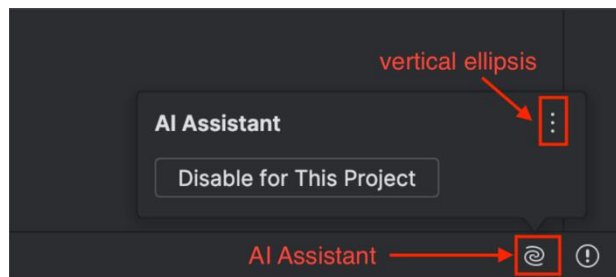 vertical ellipsis
AI Assistant
Disable for This Project
AI Assistant